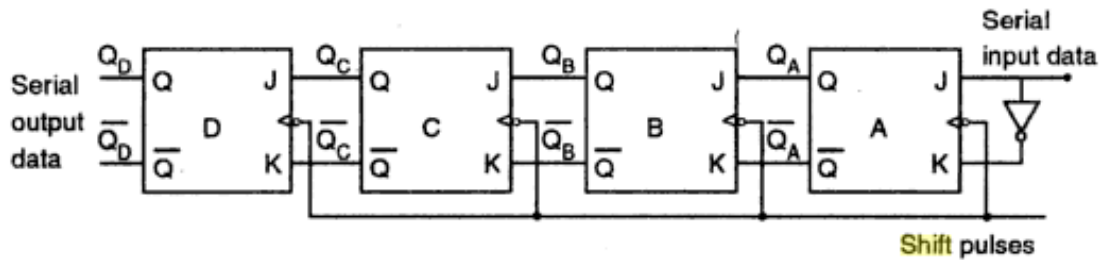 Serial
input data
Q_D Q J Q_C Q J Q_B Q J Q_A Q J
Serial
output
data
D C B A
Q̅_D Q̅ K Q̅_C Q̅ K Q̅_B Q̅ K Q̅_A Q̅ K
Shift pulses